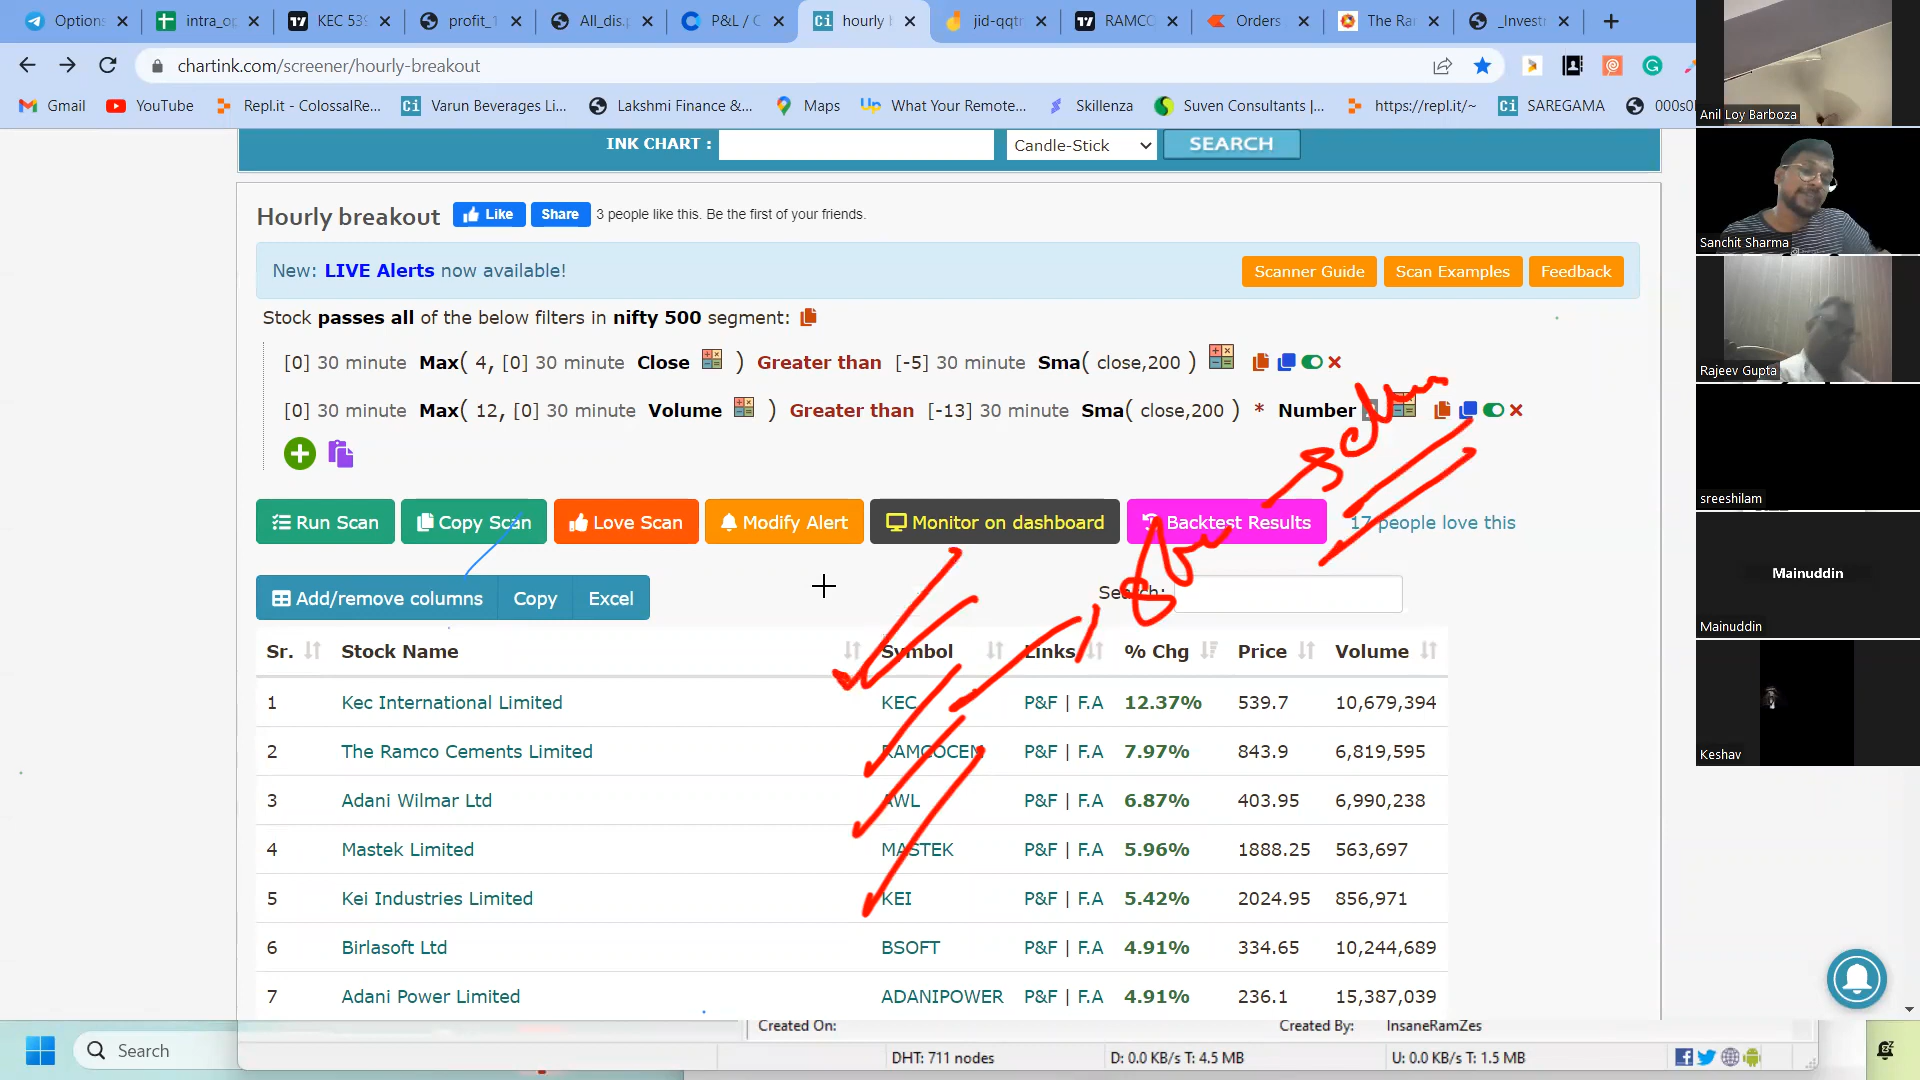 Options
intra_o
KEC 539
profit_1
All_dis.p
P&L / C
hourly b
jid-qqtr
RAMCO
Orders
The Ra
_Invest
chartink.com/screener/hourly-breakout
Gmail
YouTube
Repl.it - ColossalRe...
Varun Beverages Li...
Lakshmi Finance &...
Maps
What Your Remote...
Skillenza
Suven Consultants |...
https://repl.it/~
SAREGAMA
INK CHART :
Candle-Stick
SEARCH
Hourly breakout
Like
Share
3 people like this. Be the first of your friends.
New: LIVE Alerts now available!
Scanner Guide
Scan Examples
Feedback
Stock passes all of the below filters in nifty 500 segment:
[0] 30 minute Max( 4, [0] 30 minute Close ) Greater than [-5] 30 minute Sma( close,200 )
[0] 30 minute Max( 12, [0] 30 minute Volume ) Greater than [-13] 30 minute Sma( close,200 ) * Number
Run Scan
Copy Scan
Love Scan
Modify Alert
Monitor on dashboard
Backtest Results
17 people love this
Add/remove columns
Copy
Excel
Search:
Sr. Stock Name Symbol Links % Chg Price Volume
1 Kec International Limited KEC P&F | F.A 12.37% 539.7 10,679,394
2 The Ramco Cements Limited RAMCOCEM P&F | F.A 7.97% 843.9 6,819,595
3 Adani Wilmar Ltd AWL P&F | F.A 6.87% 403.95 6,990,238
4 Mastek Limited MASTEK P&F | F.A 5.96% 1888.25 563,697
5 Kei Industries Limited KEI P&F | F.A 5.42% 2024.95 856,971
6 Birlasoft Ltd BSOFT P&F | F.A 4.91% 334.65 10,244,689
7 Adani Power Limited ADANIPOWER P&F | F.A 4.91% 236.1 15,387,039
Created On:
Created By: InsaneRamZes
DHT: 711 nodes
D: 0.0 KB/s T: 4.5 MB
U: 0.0 KB/s T: 1.5 MB
Search
Anil Loy Barboza
Sanchit Sharma
Rajeev Gupta
sreeshilam
Mainuddin
Mainuddin
Keshav